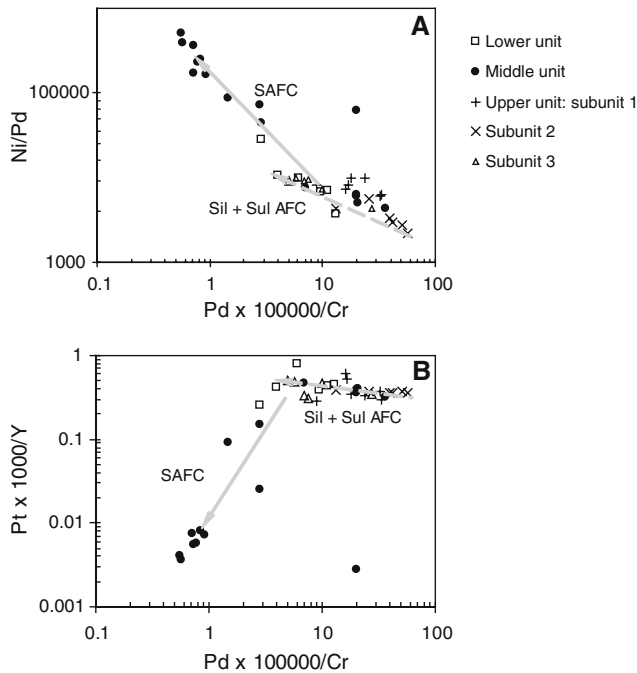 A
Lower unit
Middle unit
Upper unit: subunit 1
Subunit 2
Subunit 3
100000
1000
Ni/Pd
SAFC
Sil + Sul AFC
0.1 1 10 100
Pd x 100000/Cr
B
1
0.1
0.01
0.001
Pt x 1000/Y
Sil + Sul AFC
SAFC
0.1 1 10 100
Pd x 100000/Cr